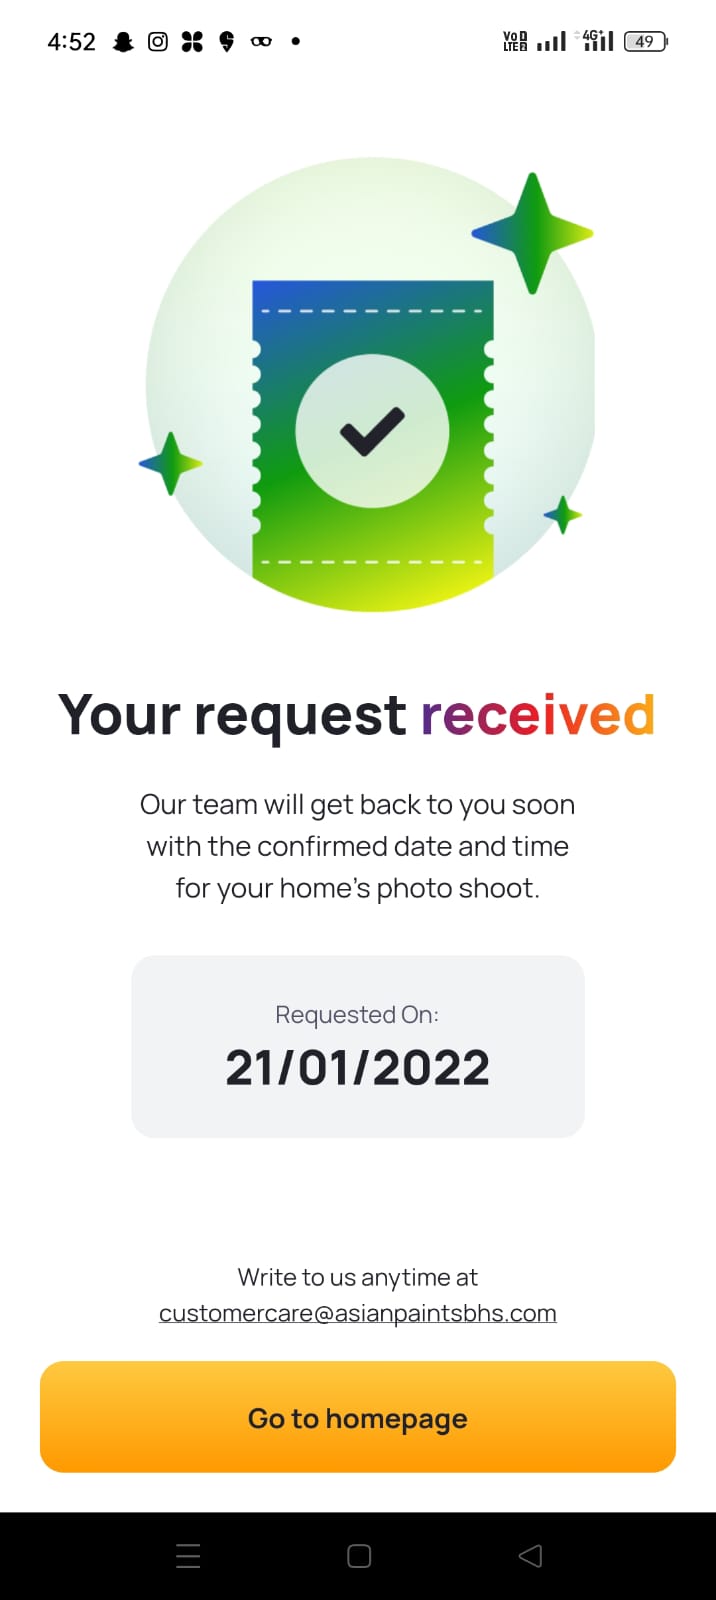 4:52
Vo LTE 4G+ 49
Your request received
Our team will get back to you soon
with the confirmed date and time
for your home’s photo shoot.
Requested On:
21/01/2022
Write to us anytime at
customercare@asianpaintsbhs.com
Go to homepage